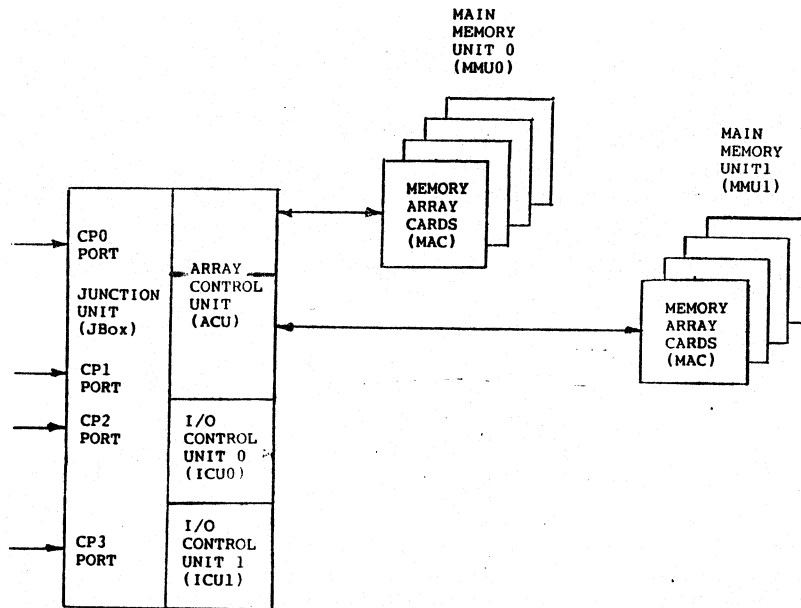 MAIN
MEMORY
UNIT 0
(MMU0)
MAIN
MEMORY
UNIT1
(MMU1)
MEMORY
ARRAY
CARDS
(MAC)
MEMORY
ARRAY
CARDS
(MAC)
CP0
PORT
JUNCTION
UNIT
(JBox)
CP1
PORT
CP2
PORT
CP3
PORT
ARRAY
CONTROL
UNIT
(ACU)
I/O
CONTROL
UNIT 0
(ICU0)
I/O
CONTROL
UNIT 1
(ICU1)